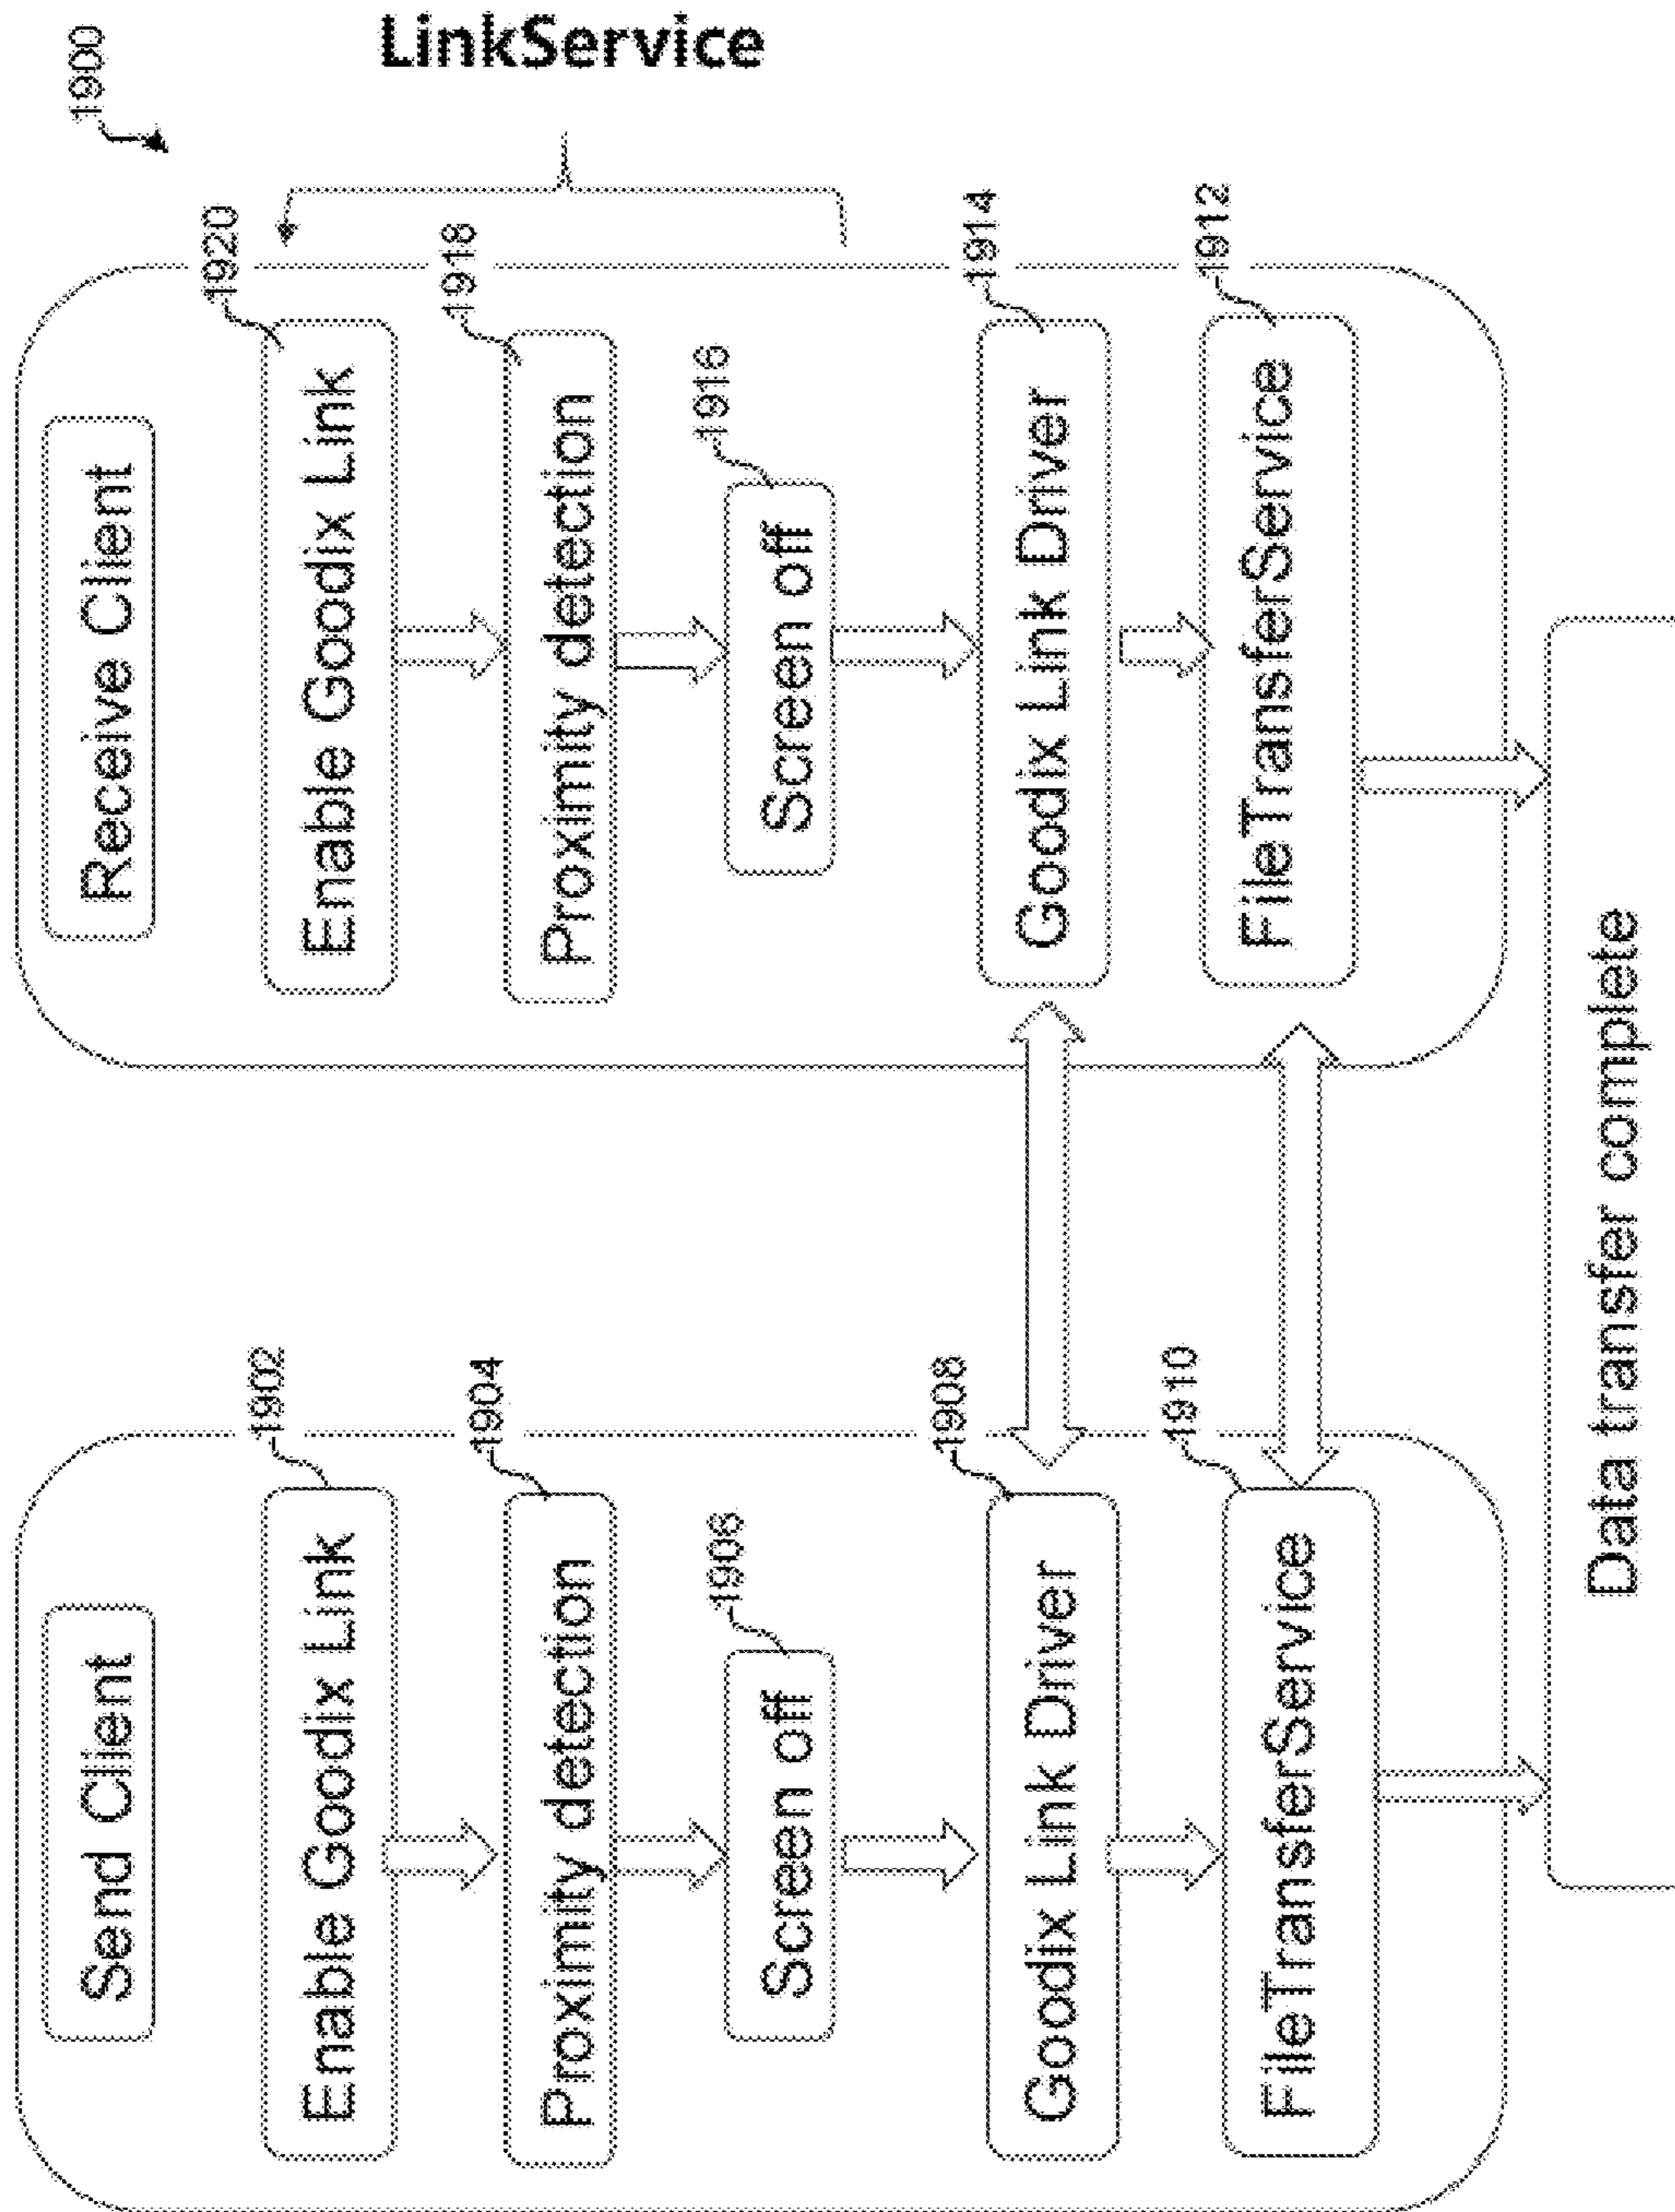 1900
LinkService
Send Client
Enable Goodix Link
1902
Proximity detection
1904
Screen off
1906
Goodix Link Driver
1908
FileTransferService
1910
Receive Client
Enable Goodix Link
1920
Proximity detection
1918
Screen off
1916
Goodix Link Driver
1914
FileTransferService
1912
Data transfer complete